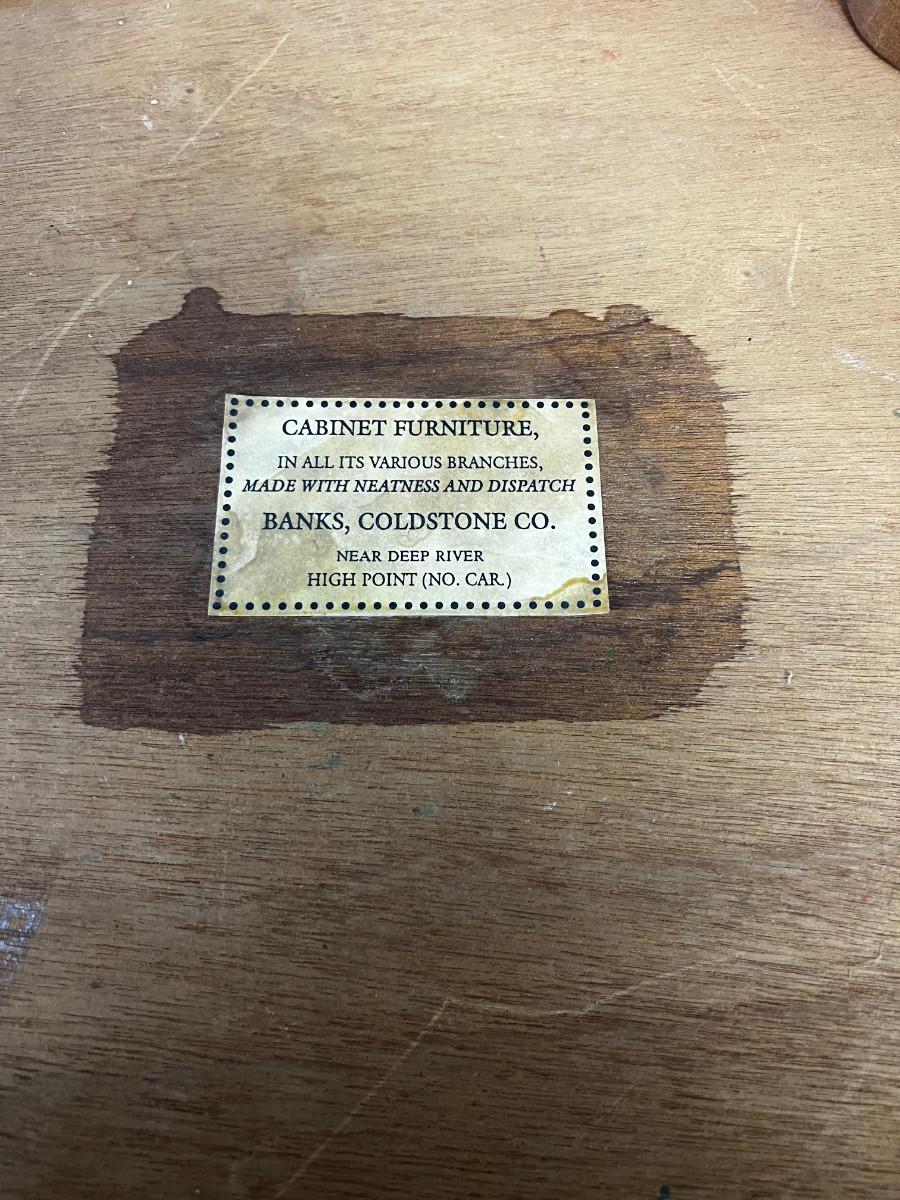 CABINET FURNITURE,
IN ALL ITS VARIOUS BRANCHES,
MADE WITH NEATNESS AND DISPATCH
BANKS, COLDSTONE CO.
NEAR DEEP RIVER
HIGH POINT (NO. CAR.)